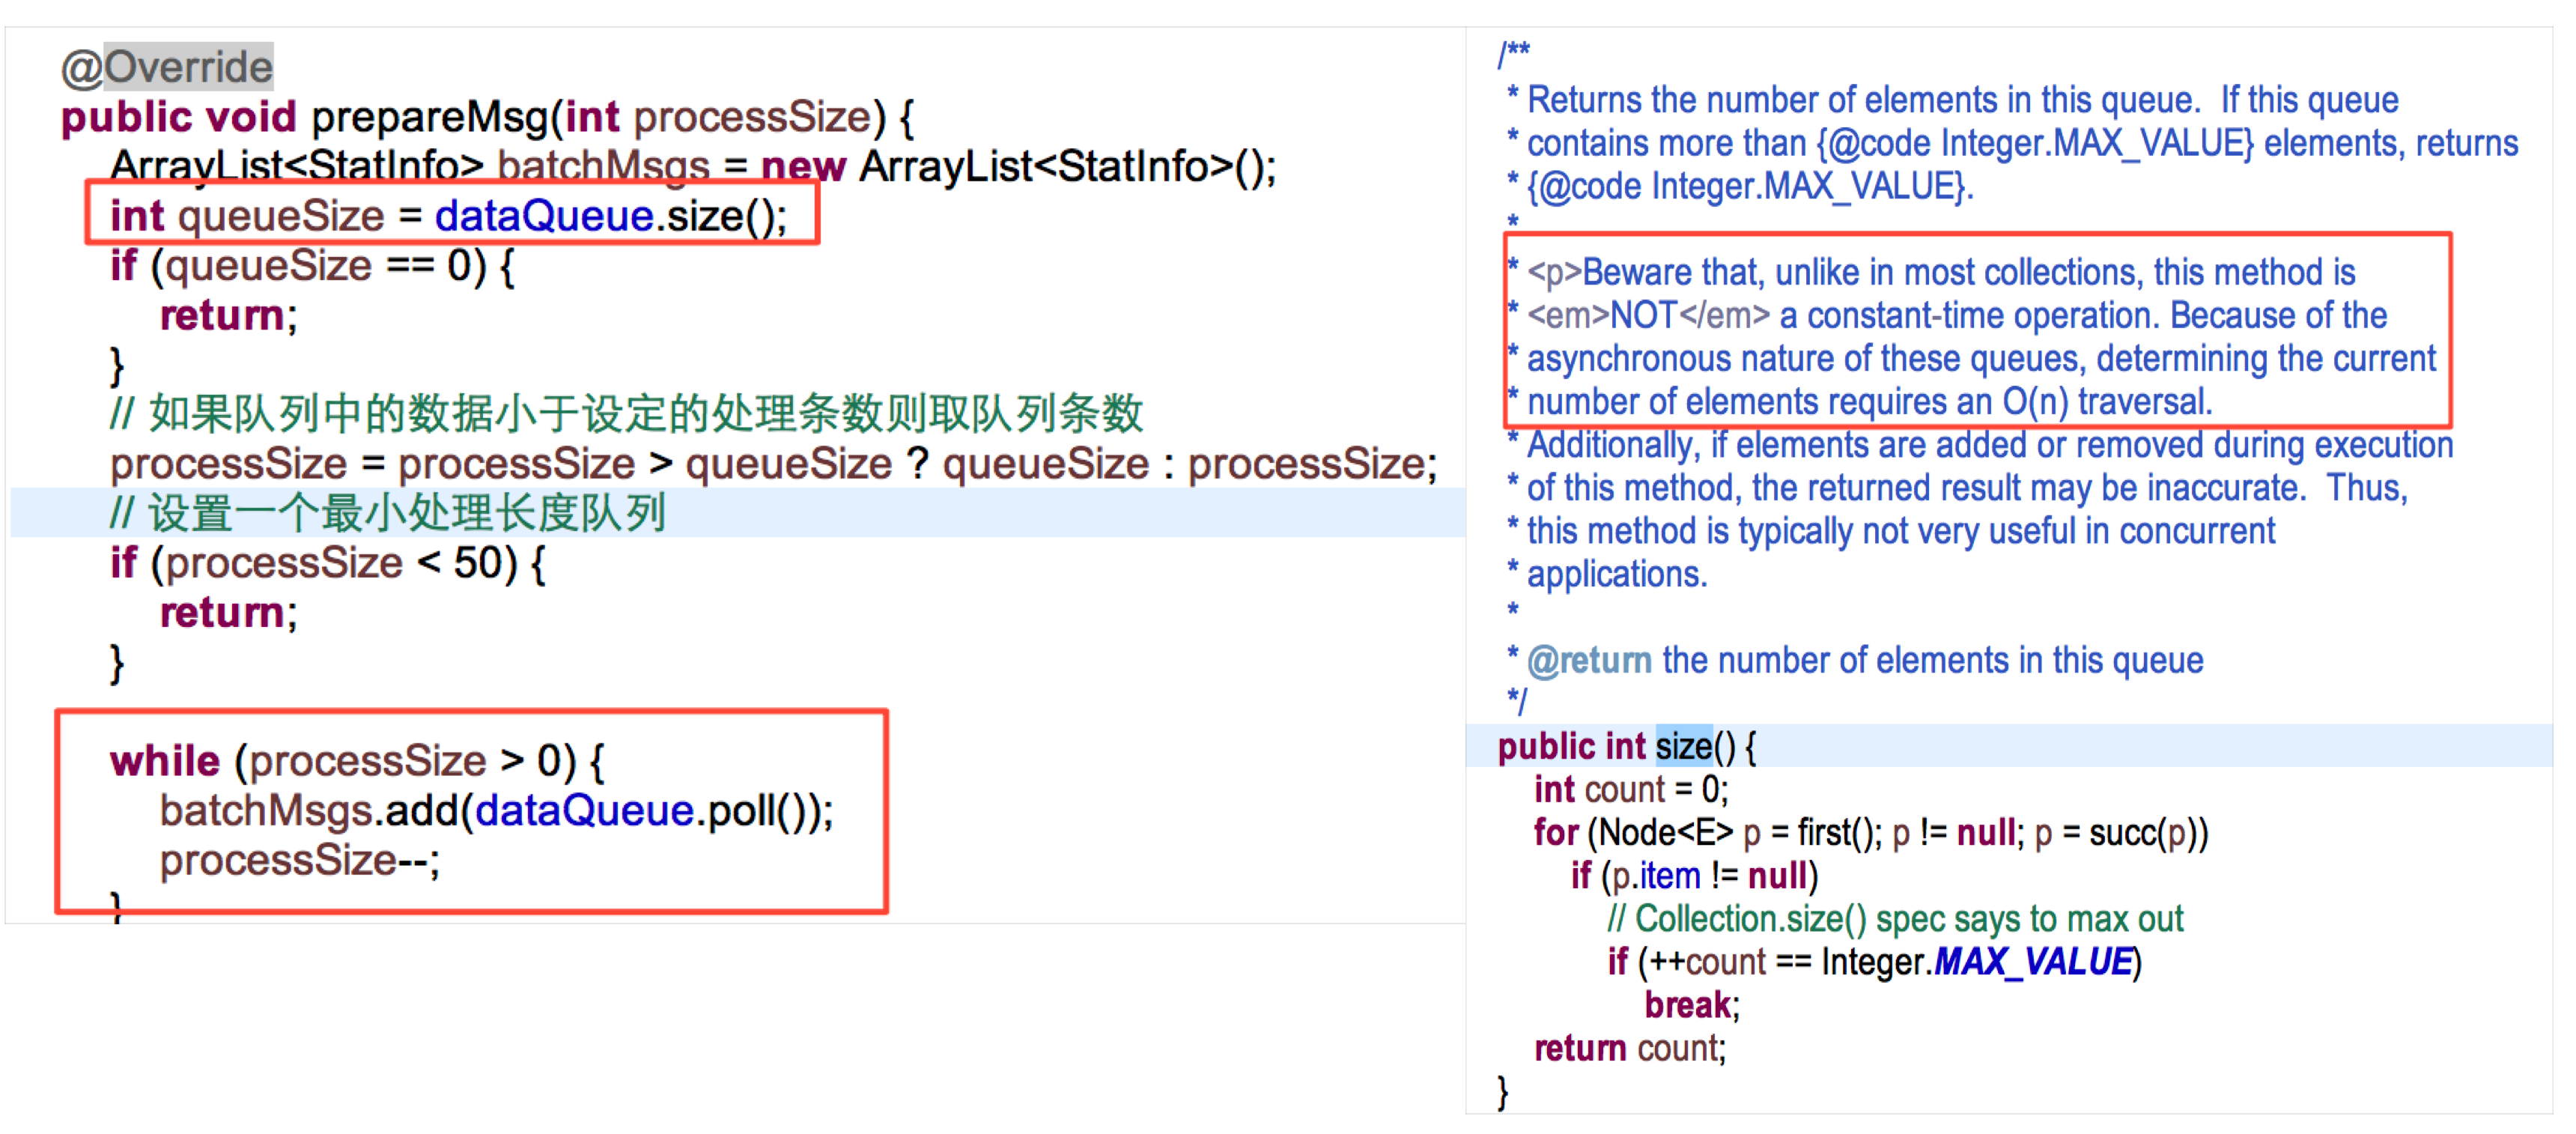 @Override
public void prepareMsg(int processSize) {
ArrayList<StatInfo> batchMsgs = new ArrayList<StatInfo>();
int queueSize = dataQueue.size();
if (queueSize == 0) {
return;
}
// 如果队列中的数据小于设定的处理条数则取队列条数
processSize = processSize > queueSize ? queueSize : processSize;
// 设置一个最小处理长度队列
if (processSize < 50) {
return;
}
while (processSize > 0) {
batchMsgs.add(dataQueue.poll());
processSize--;
}
/**
* Returns the number of elements in this queue.  If this queue
* contains more than {@code Integer.MAX_VALUE} elements, returns
* {@code Integer.MAX_VALUE}.
*
* <p>Beware that, unlike in most collections, this method is
* <em>NOT</em> a constant-time operation. Because of the
* asynchronous nature of these queues, determining the current
* number of elements requires an O(n) traversal.
* Additionally, if elements are added or removed during execution
* of this method, the returned result may be inaccurate.  Thus,
* this method is typically not very useful in concurrent
* applications.
*
* @return the number of elements in this queue
*/
public int size() {
int count = 0;
for (Node<E> p = first(); p != null; p = succ(p))
if (p.item != null)
// Collection.size() spec says to max out
if (++count == Integer.MAX_VALUE)
break;
return count;
}